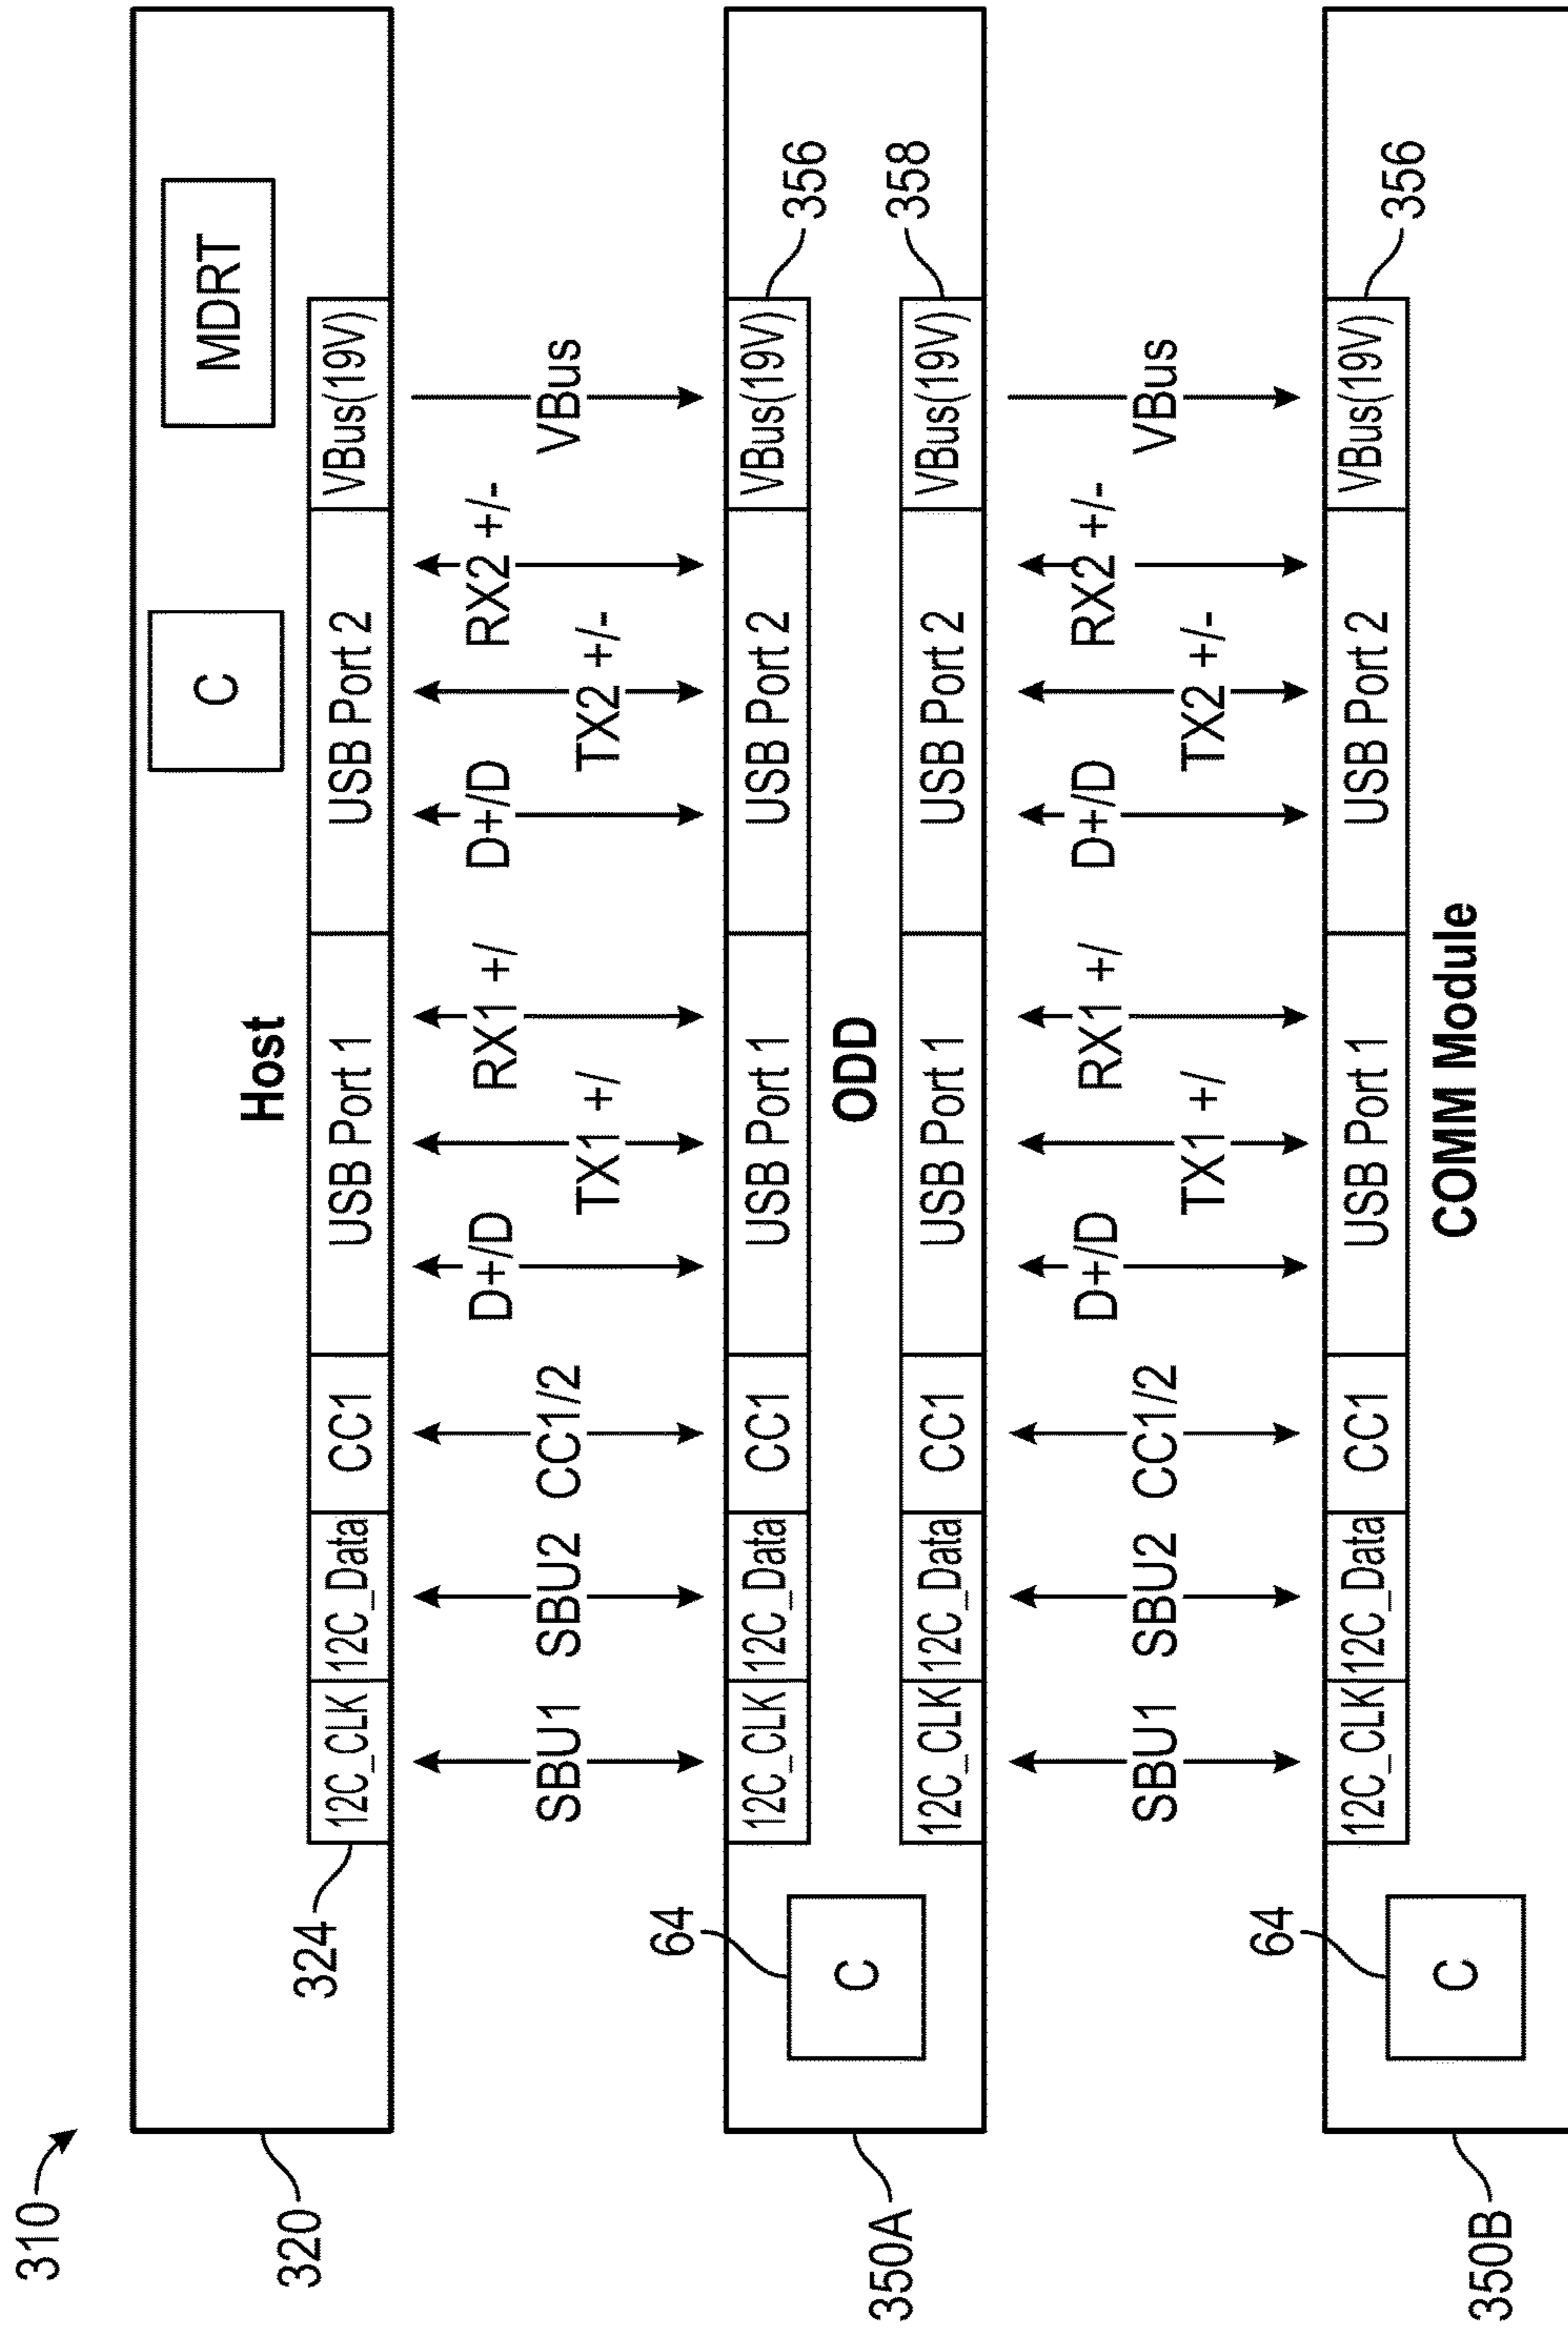 310
C MDRT
Host
320
324
12C_CLK 12C_Data CC1 USB Port 1 USB Port 2 VBus(19V)
D+/D RX1 +/ D+/D RX2 +/-
SBU1 SBU2 CC1/2 VBus
TX1 +/ TX2 +/-
64
12C_CLK 12C_Data CC1 USB Port 1 USB Port 2 VBus(19V)
356
C ODD
350A
358
12C_CLK 12C_Data CC1 USB Port 1 USB Port 2 VBus(19V)
D+/D RX1 +/ D+/D RX2 +/-
SBU1 SBU2 CC1/2 VBus
TX1 +/ TX2 +/-
64
12C_CLK 12C_Data CC1 USB Port 1 USB Port 2 VBus(19V)
356
C COMM Module
350B